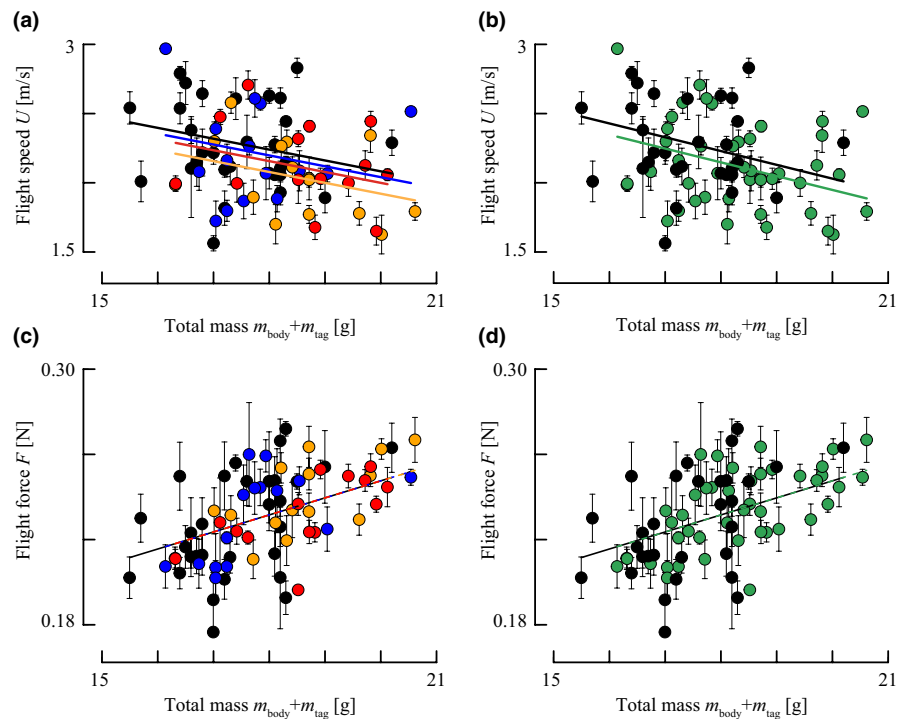 (a)
(b)
3
Flight speed U [m/s]
1.5
15
21
Total mass m_body+m_tag [g]
3
Flight speed U [m/s]
1.5
15
21
Total mass m_body+m_tag [g]
(c)
(d)
0.30
Flight force F [N]
0.18
15
21
Total mass m_body+m_tag [g]
0.30
Flight force F [N]
0.18
15
21
Total mass m_body+m_tag [g]